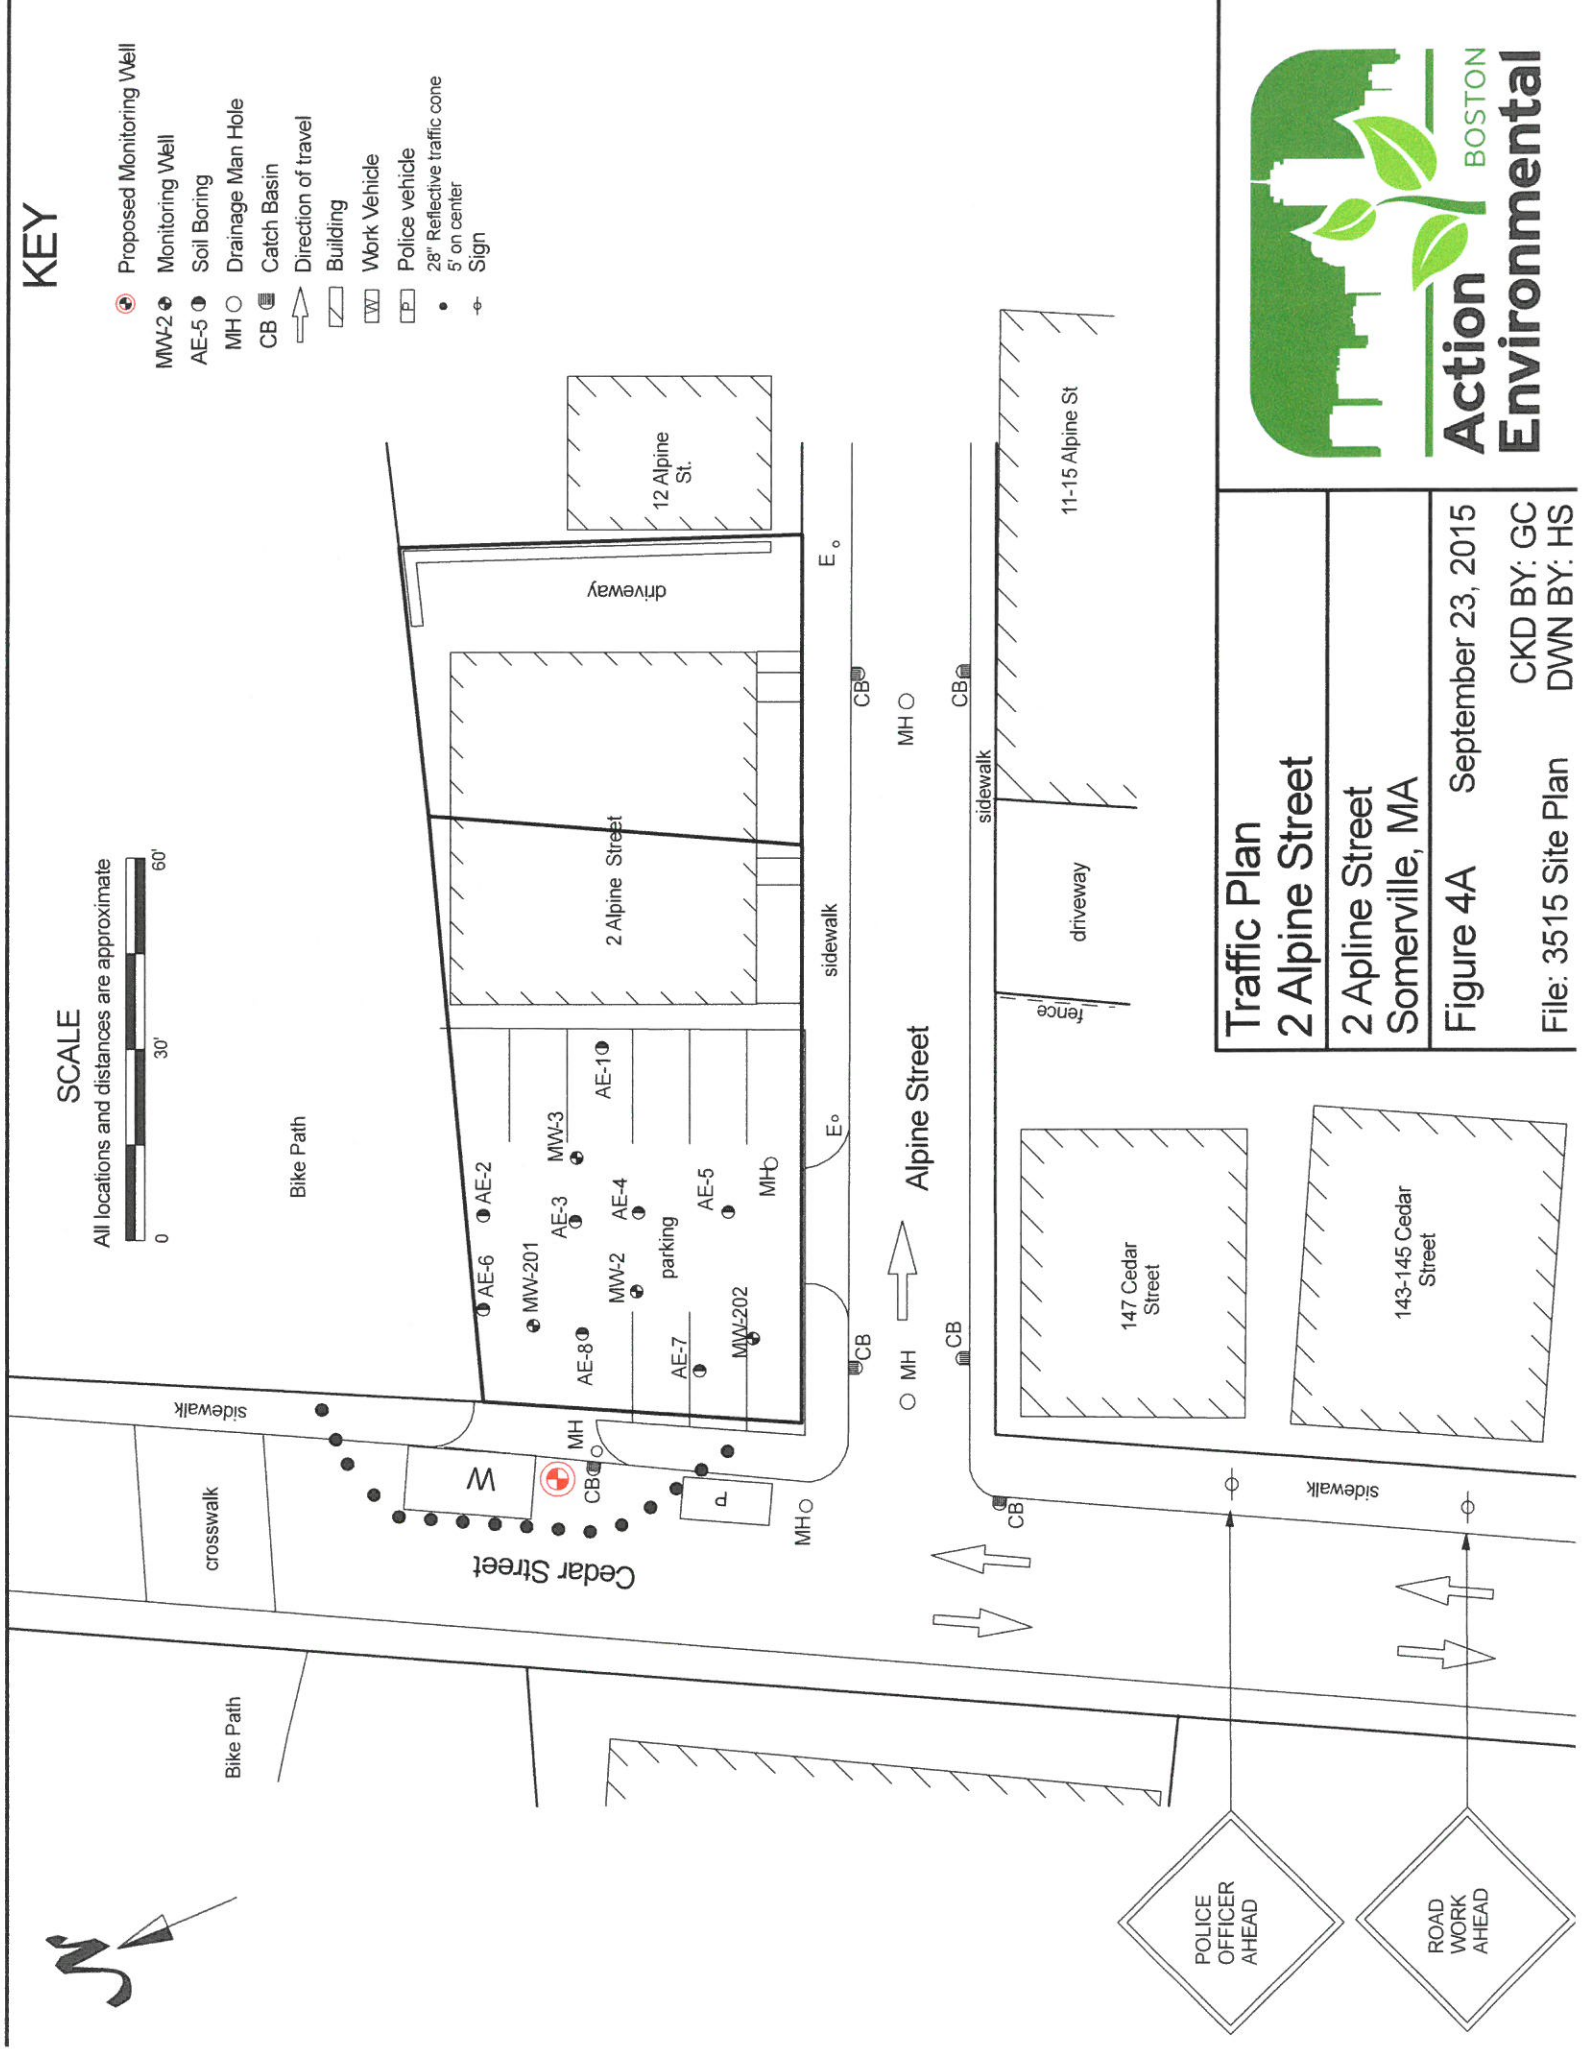 KEY
Proposed Monitoring Well
MW-2 Monitoring Well
AE-5 Soil Boring
MH Drainage Man Hole
CB Catch Basin
Direction of travel
Building
W Work Vehicle
P Police vehicle
28" Reflective traffic cone
5' on center
Sign
SCALE
All locations and distances are approximate
0 30' 60'
N
Bike Path
Bike Path
crosswalk
sidewalk
Cedar Street
W
P
MH
CB
MH
AE-6
AE-2
MW-201
MW-3
AE-1
AE-3
AE-8
MW-2
AE-4
parking
AE-7
AE-5
MW-202
MH
2 Alpine Street
driveway
12 Alpine
St.
sidewalk
E
E
CB
CB
MH
MH
CB
CB
CB
Alpine Street
sidewalk
11-15 Alpine St
driveway
fence
147 Cedar
Street
143-145 Cedar
Street
sidewalk
POLICE
OFFICER
AHEAD
ROAD
WORK
AHEAD
Traffic Plan
2 Alpine Street
2 Apline Street
Somerville, MA
Figure 4A September 23, 2015
CKD BY: GC
File: 3515 Site Plan DWN BY: HS
BOSTON
Action
Environmental